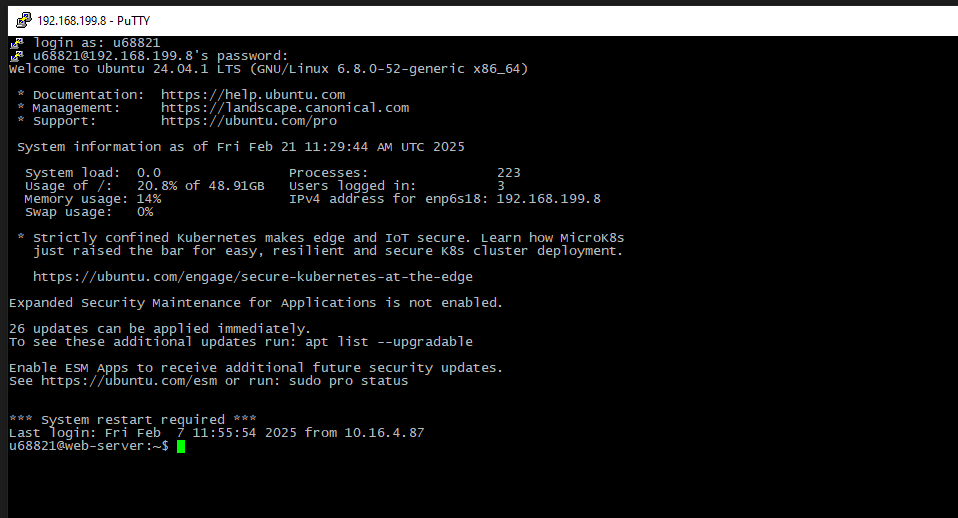 192.168.199.8 - PuTTY
login as: u68821
u68821@192.168.199.8's password:
Welcome to Ubuntu 24.04.1 LTS (GNU/Linux 6.8.0-52-generic x86_64)

 * Documentation:  https://help.ubuntu.com
 * Management:     https://landscape.canonical.com
 * Support:        https://ubuntu.com/pro

 System information as of Fri Feb 21 11:29:44 AM UTC 2025

  System load:  0.0                Processes:               223
  Usage of /:   20.8% of 48.91GB   Users logged in:         3
  Memory usage: 14%                IPv4 address for enp6s18: 192.168.199.8
  Swap usage:   0%

 * Strictly confined Kubernetes makes edge and IoT secure. Learn how MicroK8s
   just raised the bar for easy, resilient and secure K8s cluster deployment.

   https://ubuntu.com/engage/secure-kubernetes-at-the-edge

Expanded Security Maintenance for Applications is not enabled.

26 updates can be applied immediately.
To see these additional updates run: apt list --upgradable

Enable ESM Apps to receive additional future security updates.
See https://ubuntu.com/esm or run: sudo pro status


*** System restart required ***
Last login: Fri Feb  7 11:55:54 2025 from 10.16.4.87
u68821@web-server:~$